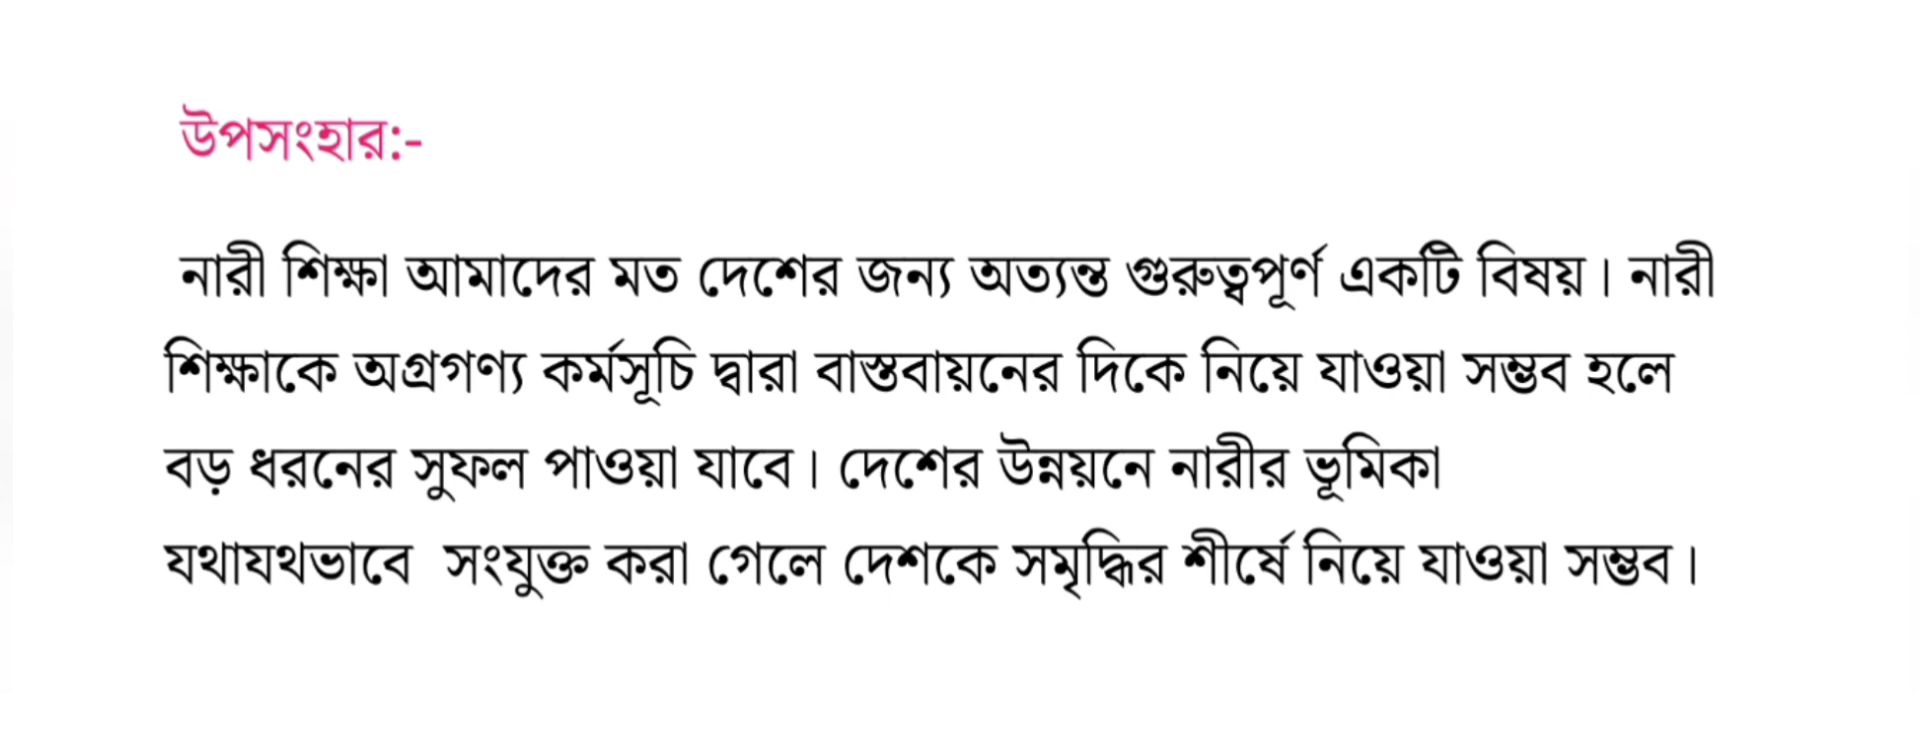 উপসংহার:-
নারী শিক্ষা আমাদের মত দেশের জন্য অত্যন্ত গুরুত্বপূর্ণ একটি বিষয়। নারী
শিক্ষাকে অগ্রগণ্য কর্মসূচি দ্বারা বাস্তবায়নের দিকে নিয়ে যাওয়া সম্ভব হলে
বড় ধরনের সুফল পাওয়া যাবে। দেশের উন্নয়নে নারীর ভূমিকা
যথাযথভাবে সংযুক্ত করা গেলে দেশকে সমৃদ্ধির শীর্ষে নিয়ে যাওয়া সম্ভব।